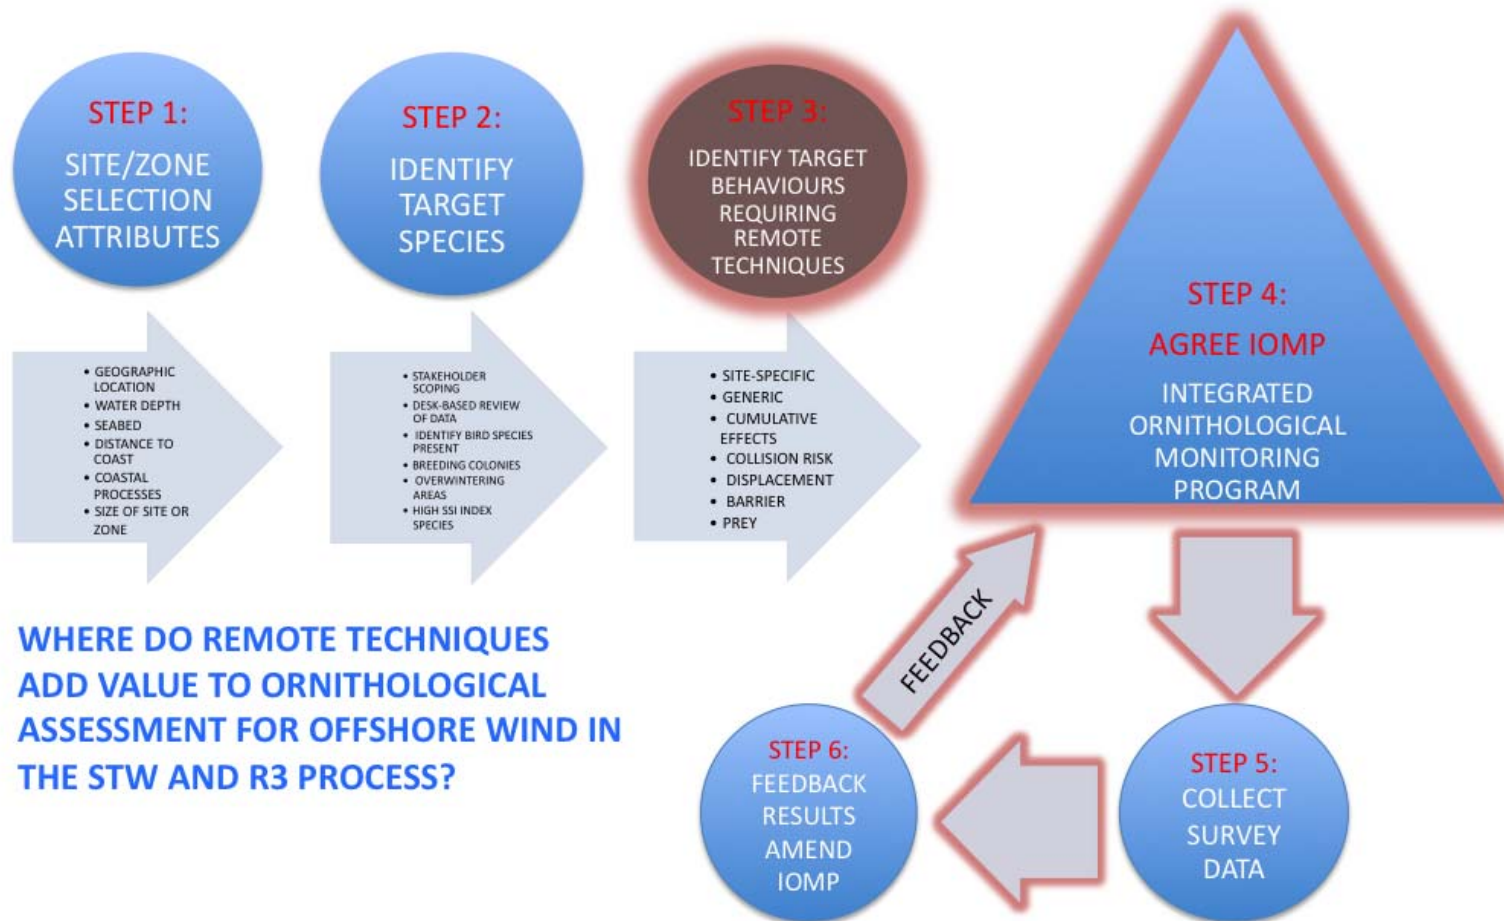 STEP 1:
SITE/ZONE
SELECTION
ATTRIBUTES
STEP 2:
IDENTIFY
TARGET
SPECIES
STEP 3:
IDENTIFY TARGET
BEHAVIOURS
REQUIRING
REMOTE
TECHNIQUES
STEP 4:
AGREE IOMP
INTEGRATED
ORNITHOLOGICAL
MONITORING
PROGRAM
• GEOGRAPHIC
LOCATION
• WATER DEPTH
• SEABED
• DISTANCE TO
COAST
• COASTAL
PROCESSES
• SIZE OF SITE OR
ZONE
• STAKEHOLDER
SCOPING
• DESK-BASED REVIEW
OF DATA
• IDENTIFY BIRD SPECIES
PRESENT
• BREEDING COLONIES
• OVERWINTERING
AREAS
• HIGH SSI INDEX
SPECIES
• SITE-SPECIFIC
• GENERIC
• CUMULATIVE
EFFECTS
• COLLISION RISK
• DISPLACEMENT
• BARRIER
• PREY
WHERE DO REMOTE TECHNIQUES
ADD VALUE TO ORNITHOLOGICAL
ASSESSMENT FOR OFFSHORE WIND IN
THE STW AND R3 PROCESS?
FEEDBACK
STEP 6:
FEEDBACK
RESULTS
AMEND
IOMP
STEP 5:
COLLECT
SURVEY
DATA